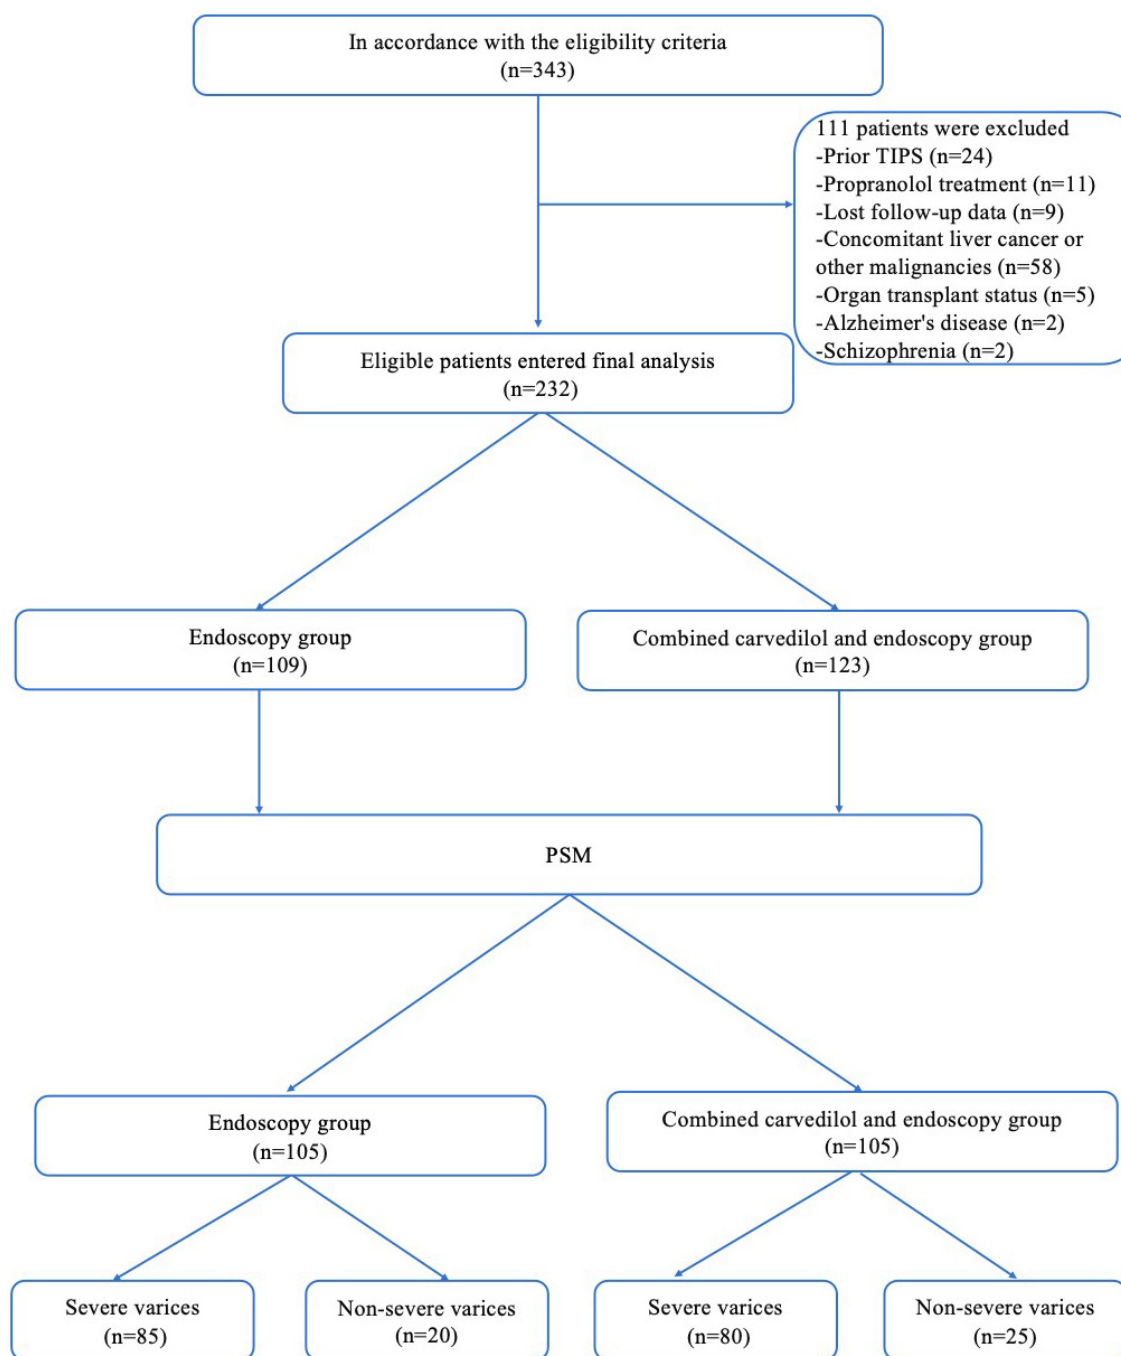 In accordance with the eligibility criteria
(n=343)
111 patients were excluded
-Prior TIPS (n=24)
-Propranolol treatment (n=11)
-Lost follow-up data (n=9)
-Concomitant liver cancer or
other malignancies (n=58)
-Organ transplant status (n=5)
-Alzheimer's disease (n=2)
-Schizophrenia (n=2)
Eligible patients entered final analysis
(n=232)
Endoscopy group
(n=109)
Combined carvedilol and endoscopy group
(n=123)
PSM
Endoscopy group
(n=105)
Combined carvedilol and endoscopy group
(n=105)
Severe varices
(n=85)
Non-severe varices
(n=20)
Severe varices
(n=80)
Non-severe varices
(n=25)